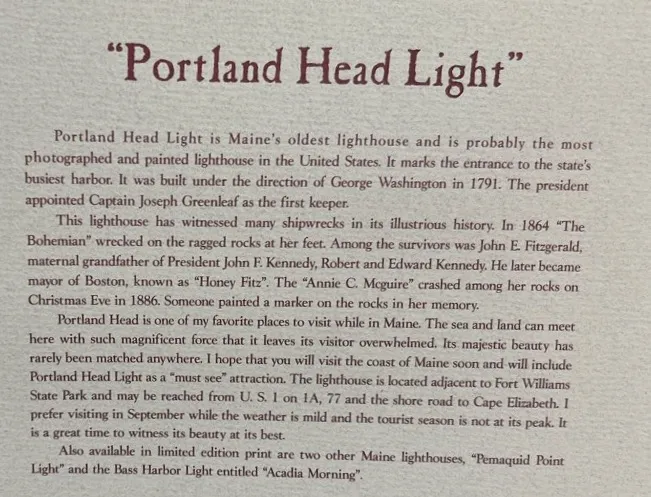 "Portland Head Light"
Portland Head Light is Maine's oldest lighthouse and is probably the most
photographed and painted lighthouse in the United States. It marks the entrance to the state's
busiest harbor. It was built under the direction of George Washington in 1791. The president
appointed Captain Joseph Greenleaf as the first keeper.
This lighthouse has witnessed many shipwrecks in its illustrious history. In 1864 "The
Bohemian" wrecked on the ragged rocks at her feet. Among the survivors was John E. Fitzgerald,
maternal grandfather of President John F. Kennedy, Robert and Edward Kennedy. He later became
mayor of Boston, known as "Honey Fitz". The "Annie C. Mcguire" crashed among her rocks on
Christmas Eve in 1886. Someone painted a marker on the rocks in her memory.
Portland Head is one of my favorite places to visit while in Maine. The sea and land can meet
here with such magnificent force that it leaves its visitor overwhelmed. Its majestic beauty has
rarely been matched anywhere. I hope that you will visit the coast of Maine soon and will include
Portland Head Light as a "must see" attraction. The lighthouse is located adjacent to Fort Williams
State Park and may be reached from U. S. 1 on 1A, 77 and the shore road to Cape Elizabeth. I
prefer visiting in September while the weather is mild and the tourist season is not at its peak. It
is a great time to witness its beauty at its best.
Also available in limited edition print are two other Maine lighthouses, "Pemaquid Point
Light" and the Bass Harbor Light entitled "Acadia Morning".